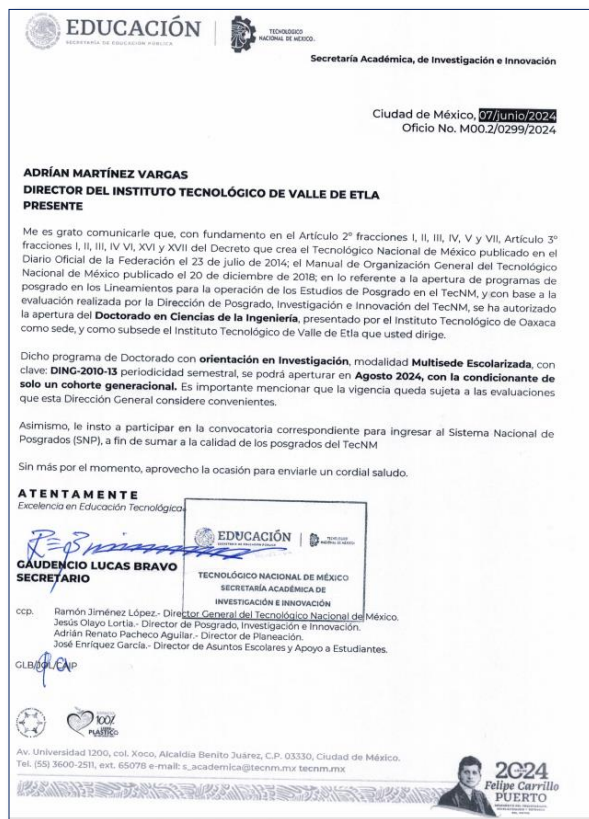 EDUCACIÓN
SECRETARÍA DE EDUCACIÓN PÚBLICA
TECNOLÓGICO
NACIONAL DE MÉXICO
Secretaría Académica, de Investigación e Innovación
Ciudad de México, 07/junio/2024
Oficio No. M00.2/0299/2024
ADRÍAN MARTÍNEZ VARGAS
DIRECTOR DEL INSTITUTO TECNOLÓGICO DE VALLE DE ETLA
PRESENTE
Me es grato comunicarle que, con fundamento en el Artículo 2° fracciones I, II, III, IV, V y VII, Artículo 3°
fracciones I, II, III, IV VI, XVI y XVII del Decreto que crea el Tecnológico Nacional de México publicado en el
Diario Oficial de la Federación el 23 de julio de 2014; el Manual de Organización General del Tecnológico
Nacional de México publicado el 20 de diciembre de 2018; en lo referente a la apertura de programas de
posgrado en los Lineamientos para la operación de los Estudios de Posgrado en el TecNM, y con base a la
evaluación realizada por la Dirección de Posgrado, Investigación e Innovación del TecNM, se ha autorizado
la apertura del Doctorado en Ciencias de la Ingeniería, presentado por el Instituto Tecnológico de Oaxaca
como sede, y como subsede el Instituto Tecnológico de Valle de Etla que usted dirige.
Dicho programa de Doctorado con orientación en Investigación, modalidad Multisede Escolarizada, con
clave: DING-2010-13 periodicidad semestral, se podrá aperturar en Agosto 2024, con la condicionante de
solo un cohorte generacional. Es importante mencionar que la vigencia queda sujeta a las evaluaciones
que esta Dirección General considere convenientes.
Asimismo, le insto a participar en la convocatoria correspondiente para ingresar al Sistema Nacional de
Posgrados (SNP), a fin de sumar a la calidad de los posgrados del TecNM
Sin más por el momento, aprovecho la ocasión para enviarle un cordial saludo.
ATENTAMENTE
Excelencia en Educación Tecnológica
EDUCACIÓN
SECRETARÍA DE EDUCACIÓN PÚBLICA
TECNOLÓGICO
NACIONAL DE MÉXICO
GAUDENCIO LUCAS BRAVO
SECRETARIO
TECNOLÓGICO NACIONAL DE MÉXICO
SECRETARÍA ACADÉMICA DE
INVESTIGACIÓN E INNOVACIÓN
ccp. Ramón Jiménez López.- Director General del Tecnológico Nacional de México.
Jesús Olayo Lortia.- Director de Posgrado, Investigación e Innovación.
Adrián Renato Pacheco Aguilar.- Director de Planeación.
José Enríquez García.- Director de Asuntos Escolares y Apoyo a Estudiantes.
GLB/JOL/CAIP
100%
PLÁSTICO
Av. Universidad 1200, col. Xoco, Alcaldía Benito Juárez, C.P. 03330, Ciudad de México.
Tel. (55) 3600-2511, ext. 65078 e-mail: s_academica@tecnm.mx tecnm.mx
2024
Felipe Carrillo
PUERTO